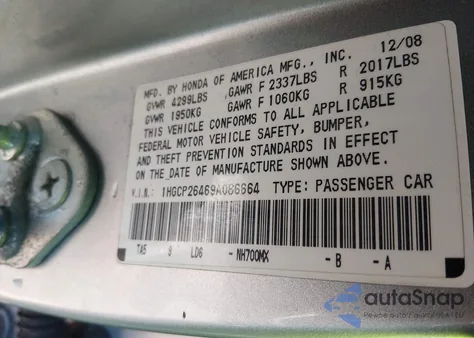 MFD. BY HONDA OF AMERICA MFG., INC. 12/08
GVWR 4299LBS GAWR F 2337LBS R 2017LBS
GVWR 1950KG GAWR F 1060KG R 915KG
THIS VEHICLE CONFORMS TO ALL APPLICABLE
FEDERAL MOTOR VEHICLE SAFETY, BUMPER,
AND THEFT PREVENTION STANDARDS IN EFFECT
ON THE DATE OF MANUFACTURE SHOWN ABOVE.
V.I.N.: 1HGCP26469A086664 TYPE: PASSENGER CAR
TA5 9 LD6 -NH700MX -B -A
autoSnap